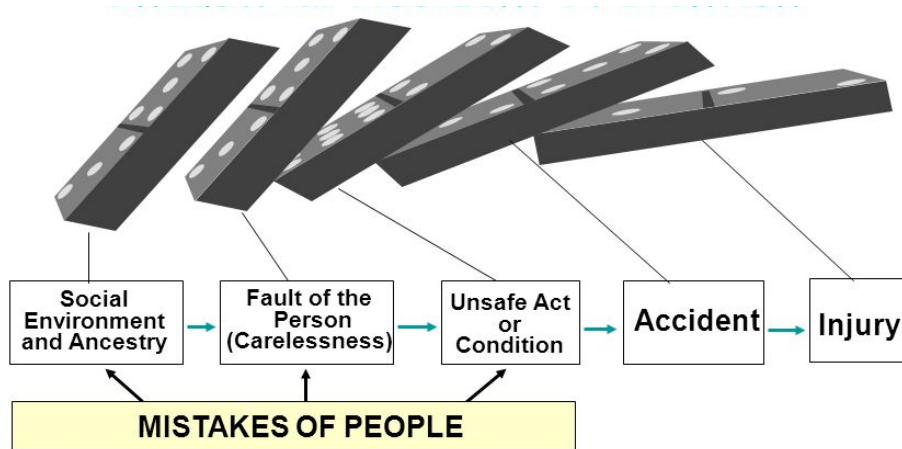 Social
Environment
and Ancestry
Fault of the
Person
(Carelessness)
Unsafe Act
or
Condition
Accident
Injury
MISTAKES OF PEOPLE